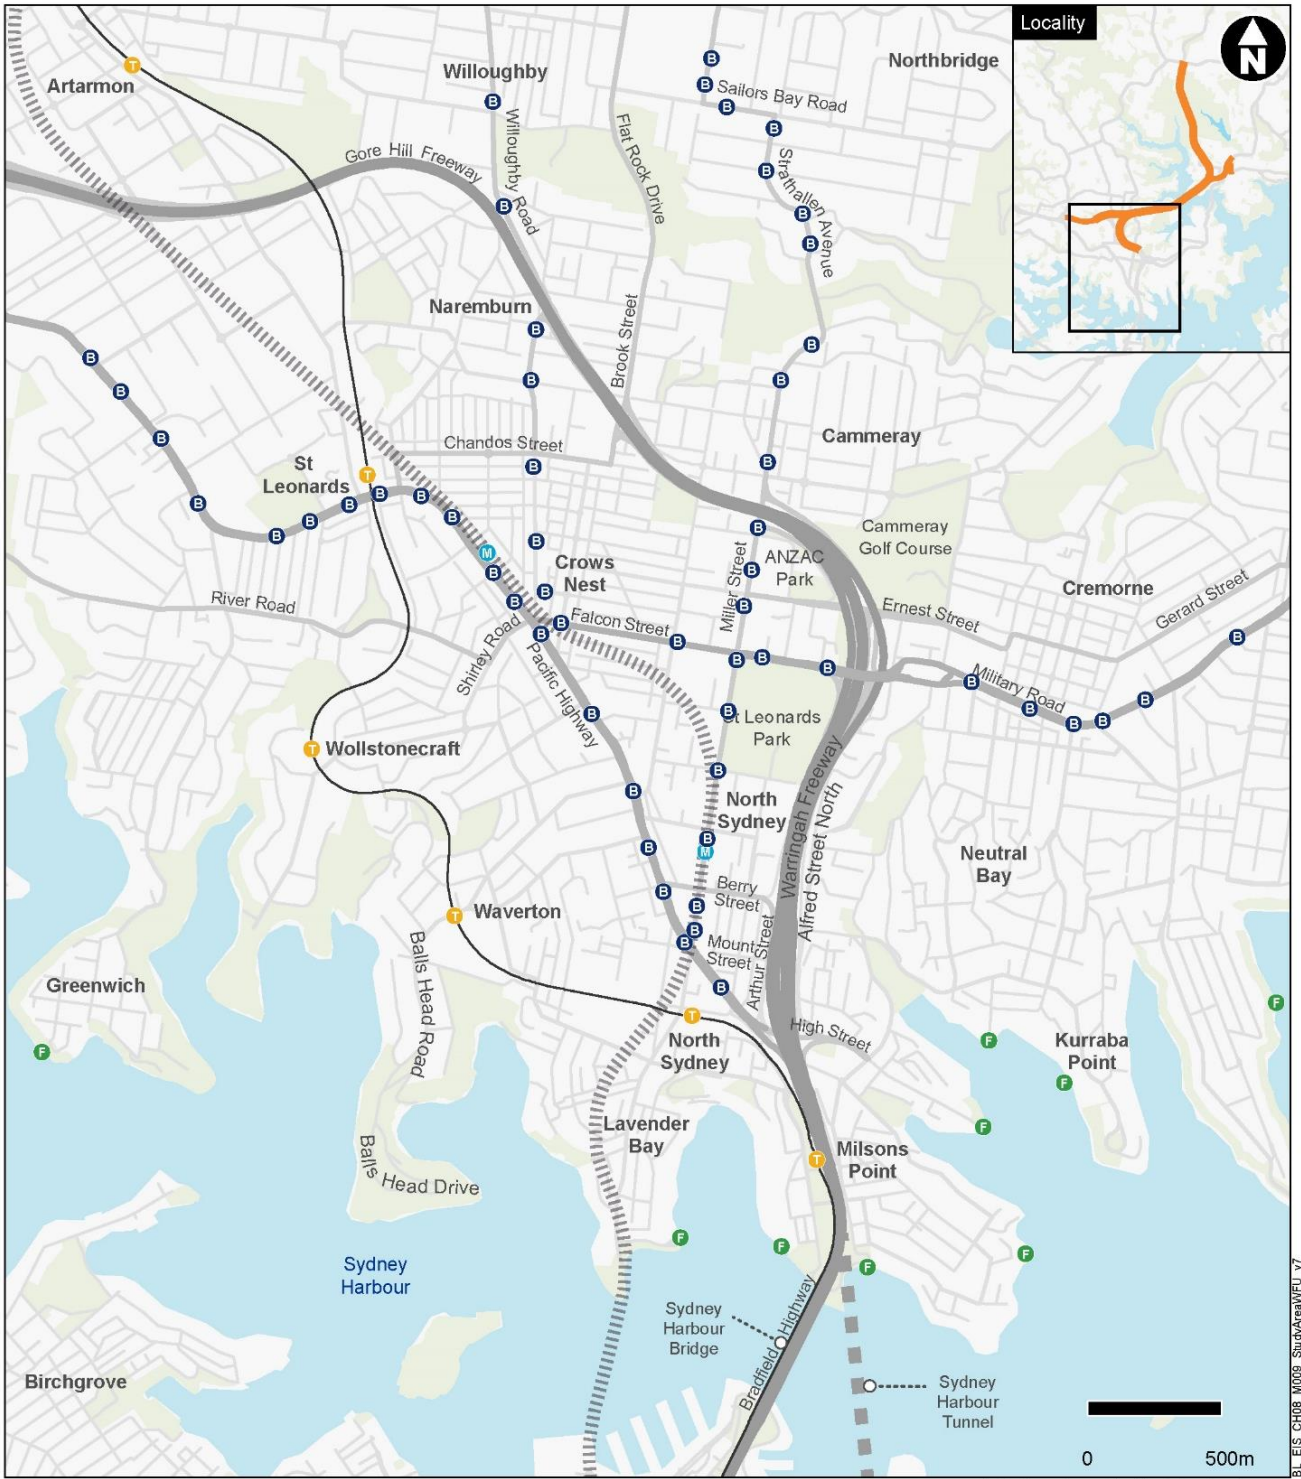 Locality
N
Artarmon
Willoughby
Northbridge
Sailors Bay Road
Gore Hill Freeway
Willoughby Road
Flat Rock Drive
Strathallen Avenue
Naremburn
Brook Street
Chandos Street
Cammeray
St
Leonards
Cammeray
Golf Course
ANZAC
Park
Miller Street
Crows
Nest
Cremorne
Gerard Street
River Road
Shirley Road
Falcon Street
Ernest Street
Pacific Highway
Military Road
St Leonards
Park
Wollstonecraft
North
Sydney
Warringah Freeway
Alfred Street North
Neutral
Bay
Berry
Street
Waverton
Mount
Street
Arthur Street
Balls Head Road
Greenwich
High Street
North
Sydney
Kurraba
Point
Lavender
Bay
Milsons
Point
Balls Head Drive
Sydney
Harbour
Sydney
Harbour
Bridge
Bradfield Highway
Birchgrove
Sydney
Harbour
Tunnel
0 500m
BL_EIS_CH08_M009_StudyAreaWFU_v7
T
B
M
F